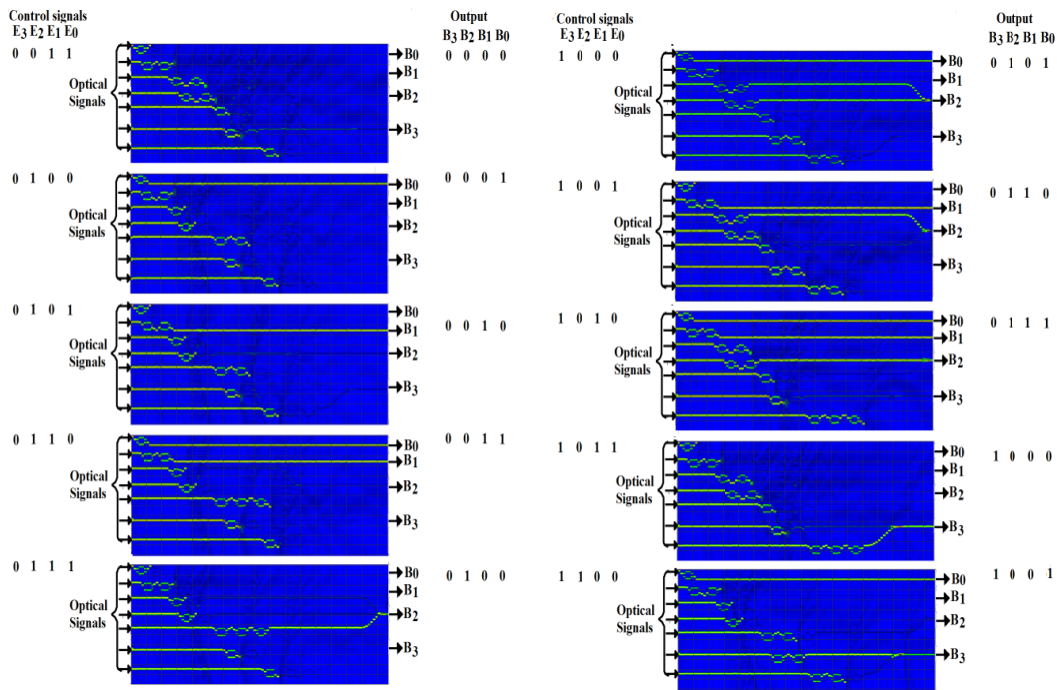 Control signals
E3 E2 E1 E0
Output
B3 B2 B1 B0
0 0 1 1
Optical
Signals
B0
B1
B2
B3
0 0 0 0
0 1 0 0
Optical
Signals
B0
B1
B2
B3
0 0 0 1
0 1 0 1
Optical
Signals
B0
B1
B2
B3
0 0 1 0
0 1 1 0
Optical
Signals
B0
B1
B2
B3
0 0 1 1
0 1 1 1
Optical
Signals
B0
B1
B2
B3
0 1 0 0
Control signals
E3 E2 E1 E0
Output
B3 B2 B1 B0
1 0 0 0
Optical
Signals
B0
B1
B2
B3
0 1 0 1
1 0 0 1
Optical
Signals
B0
B1
B2
B3
0 1 1 0
1 0 1 0
Optical
Signals
B0
B1
B2
B3
0 1 1 1
1 0 1 1
Optical
Signals
B0
B1
B2
B3
1 0 0 0
1 1 0 0
Optical
Signals
B0
B1
B2
B3
1 0 0 1